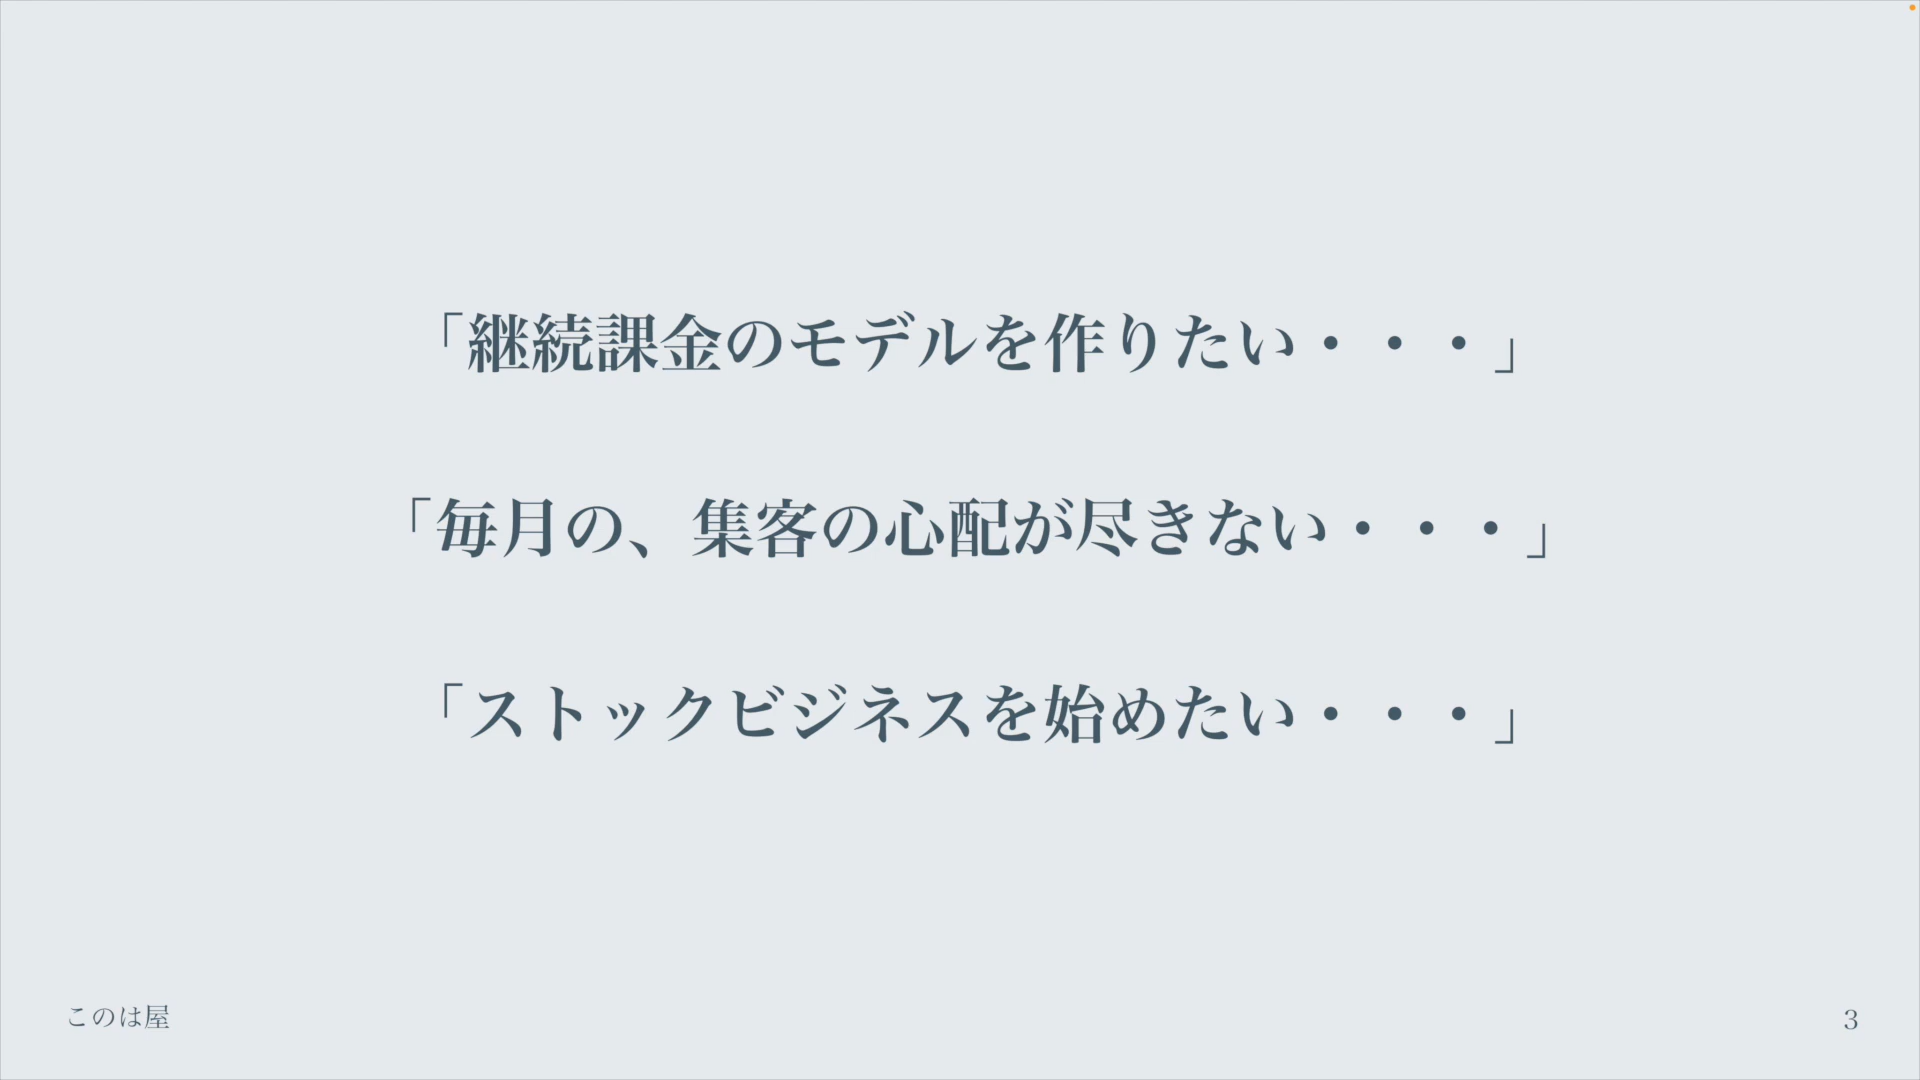 「継続課金のモデルを作りたい・・・」
「毎月の、集客の心配が尽きない・・・」
「ストックビジネスを始めたい・・・」
このは屋
3